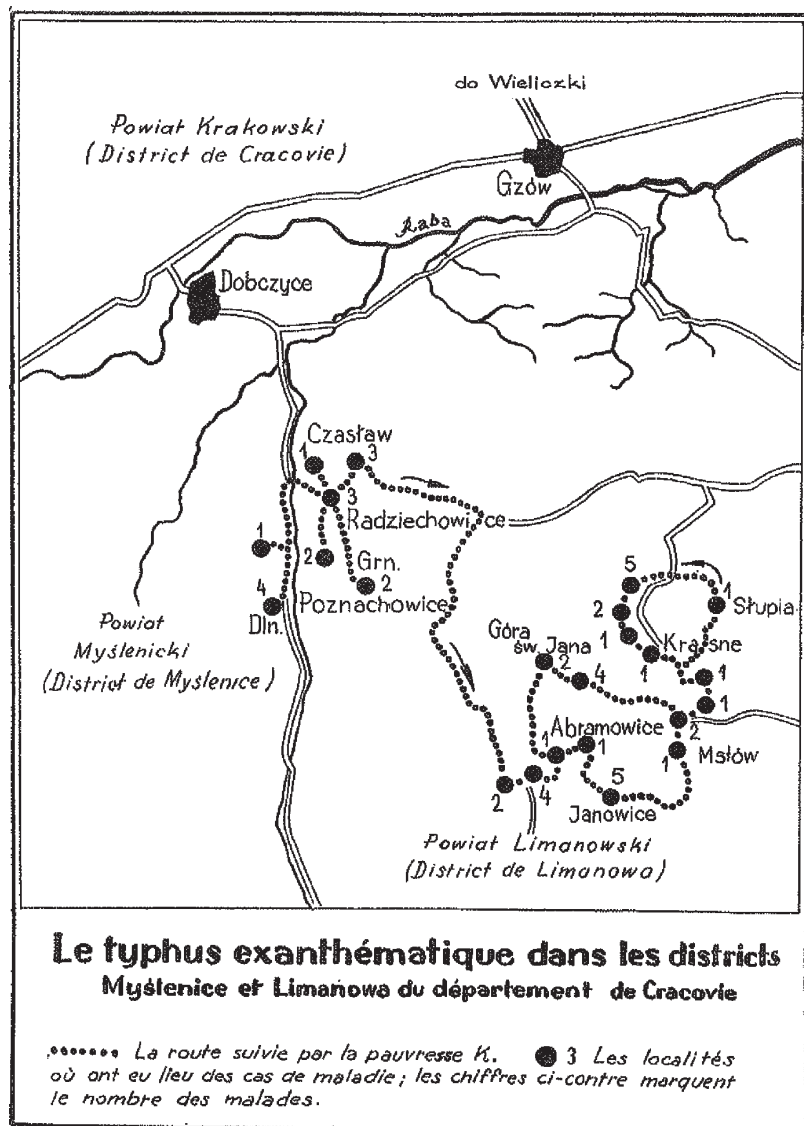 do Wieliczki
Powiat Krakowski
(District de Cracovie)
Gzów
Raba
Dobczyce
Czasław
1
3
3
Radziechowice
1
2
Grn.
2
4
Poznachowice
Dln.
Powiat
Myślenicki
(District de Myślenice)
5
1
Słupia
2
Góra
św. Jana
1
Krasne
1
2
4
1
1
2
Abramowice
1
1
1
Msłów
2
4
5
Janowice
Powiat Limanowski
(District de Limanowa)
Le typhus exanthématique dans les districts
Myślenice et Limanowa du département de Cracovie
La route suivie par la pauvresse K. 3 Les localités
où ont eu lieu des cas de maladie; les chiffres ci-contre marquent
le nombre des malades.